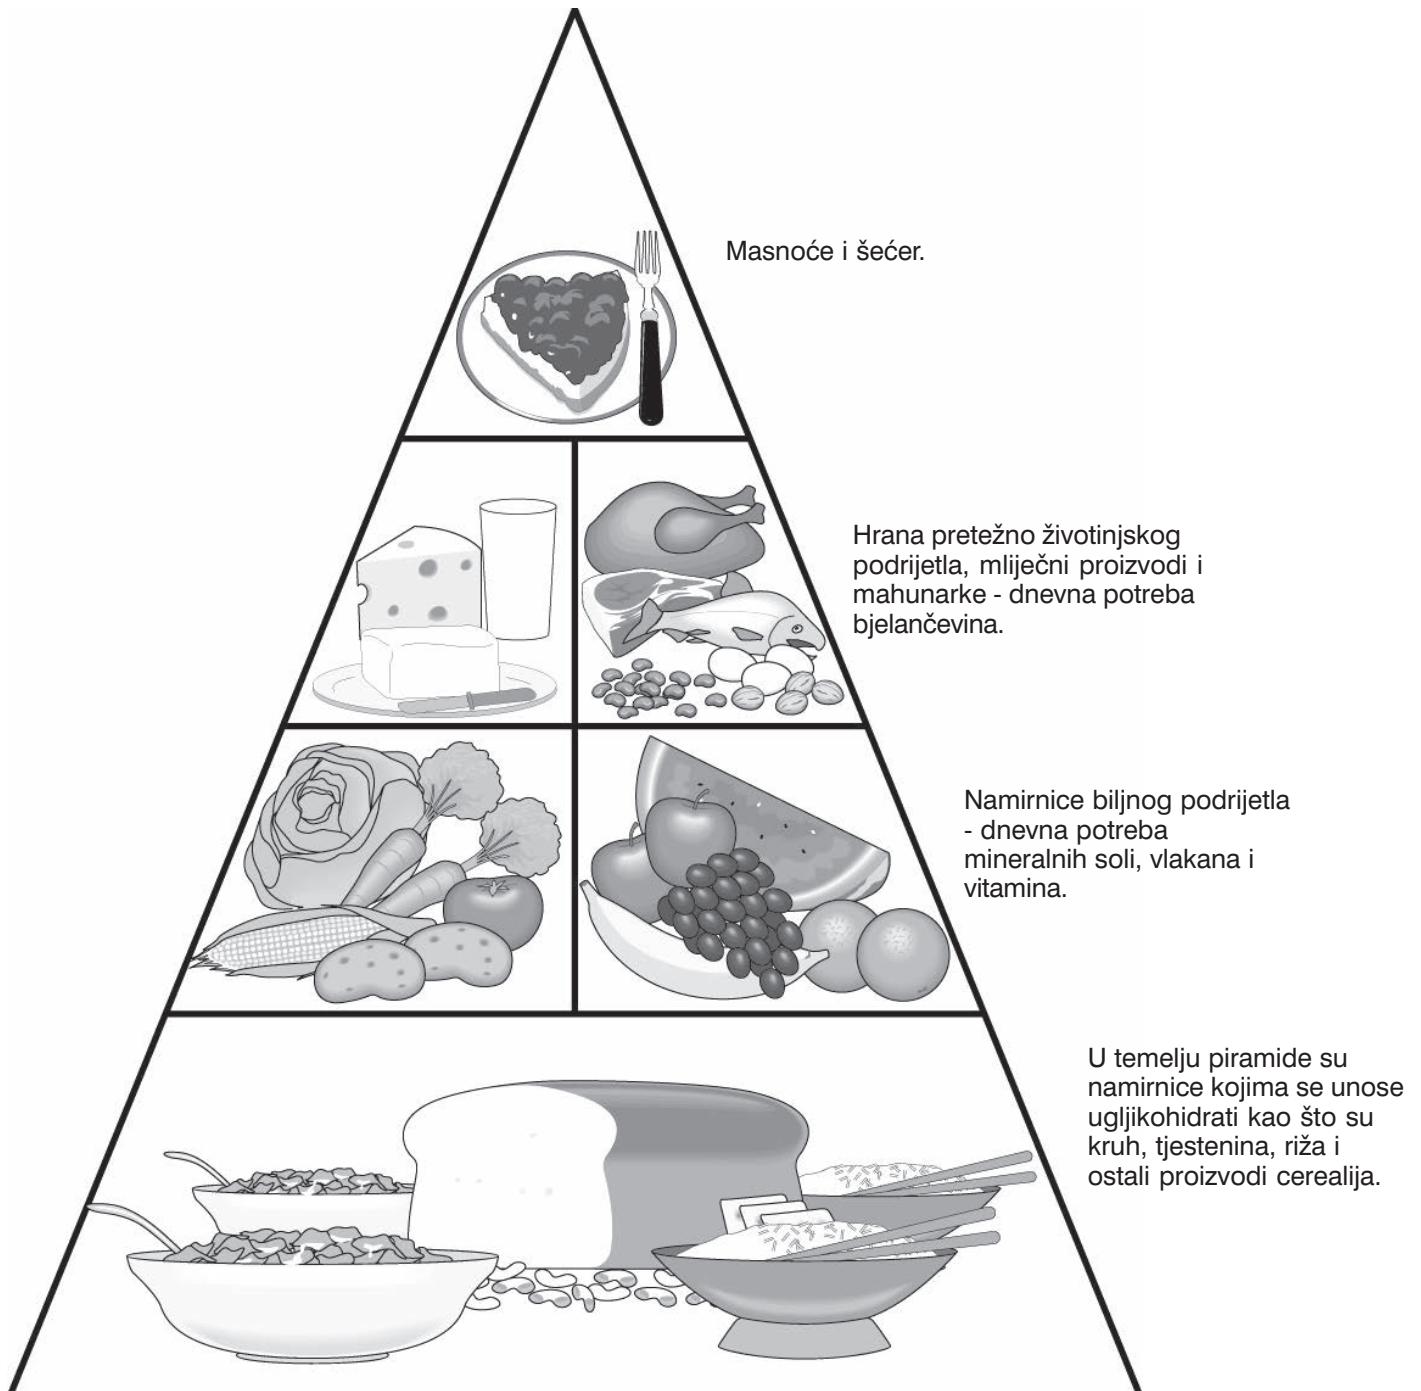 Masnoće i šećer.
Hrana pretežno životinjskog
podrijetla, mliječni proizvodi i
mahunarke - dnevna potreba
bjelančevina.
Namirnice biljnog podrijetla
- dnevna potreba
mineralnih soli, vlakana i
vitamina.
U temelju piramide su
namirnice kojima se unose
ugljikohidrati kao što su
kruh, tjestenina, riža i
ostali proizvodi cerealija.